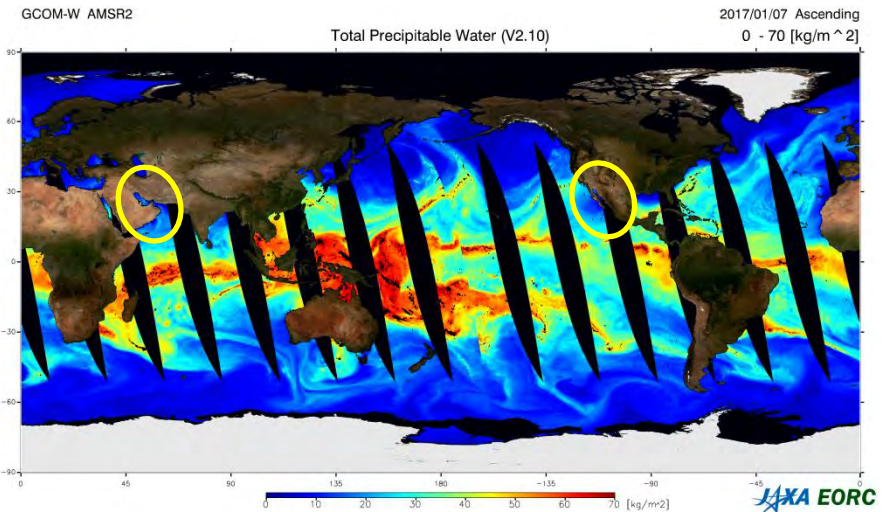 GCOM-W AMSR2
2017/01/07 Ascending
Total Precipitable Water (V2.10)
0 - 70 [kg/m^2]
90
60
30
0
-30
-60
-90
0 45 90 135 180 -135 -90 -45 0
0 10 20 30 40 50 60 70 [kg/m^2]
JAXA EORC